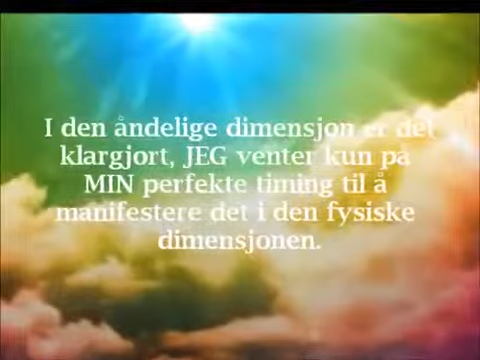 I den åndelige dimensjon er det
klargjort, JEG venter kun på
MIN perfekte timing til å
manifestere det i den fysiske
dimensjonen.